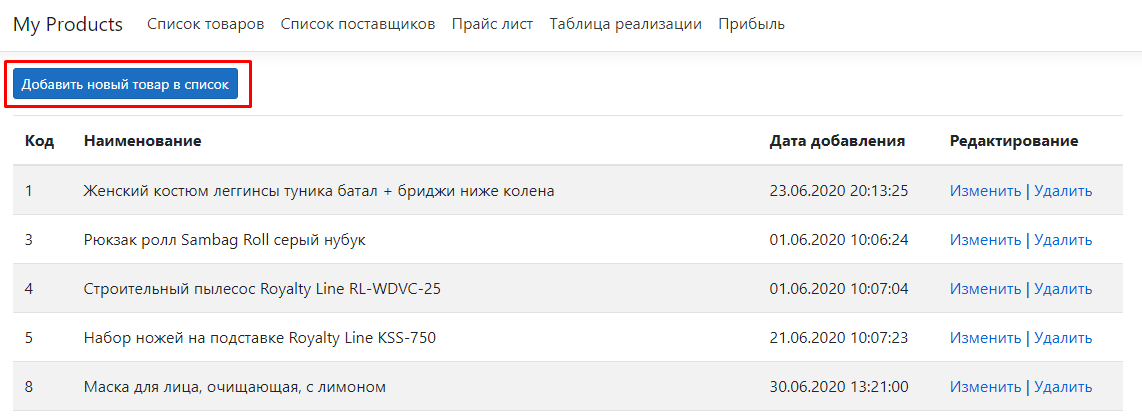 My Products Список товаров Список поставщиков Прайс лист Таблица реализации Прибыль
Добавить новый товар в список
Код Наименование Дата добавления Редактирование
1 Женский костюм леггинсы туника батал + бриджи ниже колена 23.06.2020 20:13:25 Изменить | Удалить
3 Рюкзак ролл Sambag Roll серый нубук 01.06.2020 10:06:24 Изменить | Удалить
4 Строительный пылесос Royalty Line RL-WDVC-25 01.06.2020 10:07:04 Изменить | Удалить
5 Набор ножей на подставке Royalty Line KSS-750 21.06.2020 10:07:23 Изменить | Удалить
8 Маска для лица, очищающая, с лимоном 30.06.2020 13:21:00 Изменить | Удалить